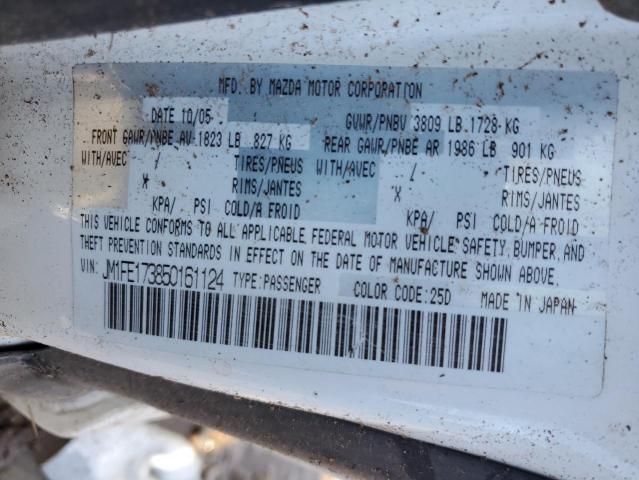 MFD. BY MAZDA MOTOR CORPORATION
DATE 10/05 GVWR/PNBV 3809 LB 1728 KG
FRONT GAWR/PNBE AV 1823 LB 827 KG REAR GAWR/PNBE AR 1986 LB 901 KG
WITH/AVEC / TIRES/PNEUS WITH/AVEC / TIRES/PNEUS
X RIMS/JANTES X RIMS/JANTES
KPA/ PSI COLD/A FROID KPA/ PSI COLD/A FROID
THIS VEHICLE CONFORMS TO ALL APPLICABLE FEDERAL MOTOR VEHICLE SAFETY, BUMPER, AND
THEFT PREVENTION STANDARDS IN EFFECT ON THE DATE OF MANUFACTURE SHOWN ABOVE.
VIN: JM1FE173850161124 TYPE:PASSENGER COLOR CODE:25D MADE IN JAPAN